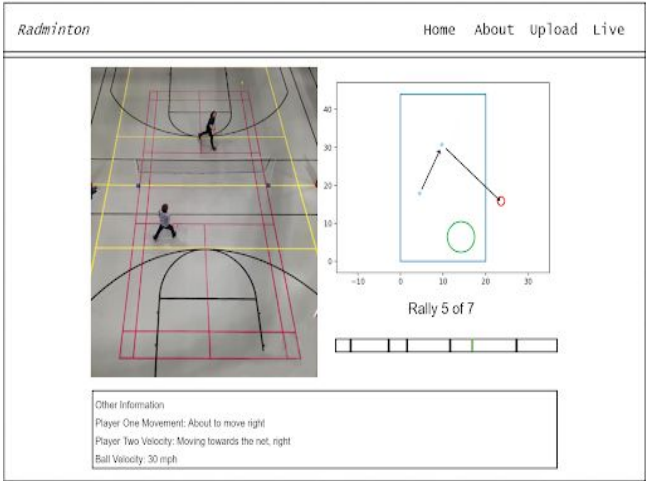 Radminton
Home About Upload Live
40
30
20
10
0
-10 0 10 20 30
Rally 5 of 7
Other Information
Player One Movement: About to move right
Player Two Velocity: Moving towards the net, right
Ball Velocity: 30 mph